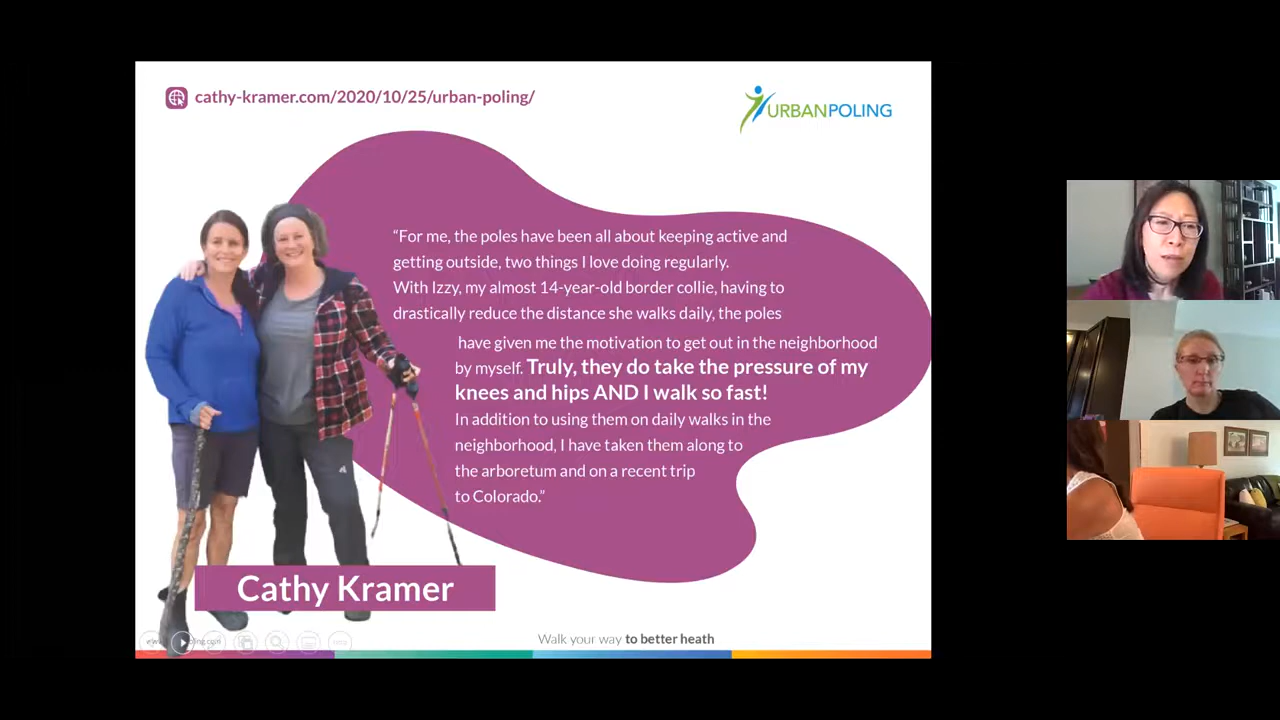 cathy-kramer.com/2020/10/25/urban-poling/
URBANPOLING
“For me, the poles have been all about keeping active and
getting outside, two things I love doing regularly.
With Izzy, my almost 14-year-old border collie, having to
drastically reduce the distance she walks daily, the poles
have given me the motivation to get out in the neighborhood
by myself. Truly, they do take the pressure of my
knees and hips AND I walk so fast!
In addition to using them on daily walks in the
neighborhood, I have taken them along to
the arboretum and on a recent trip
to Colorado.”
Cathy Kramer
Walk your way to better heath